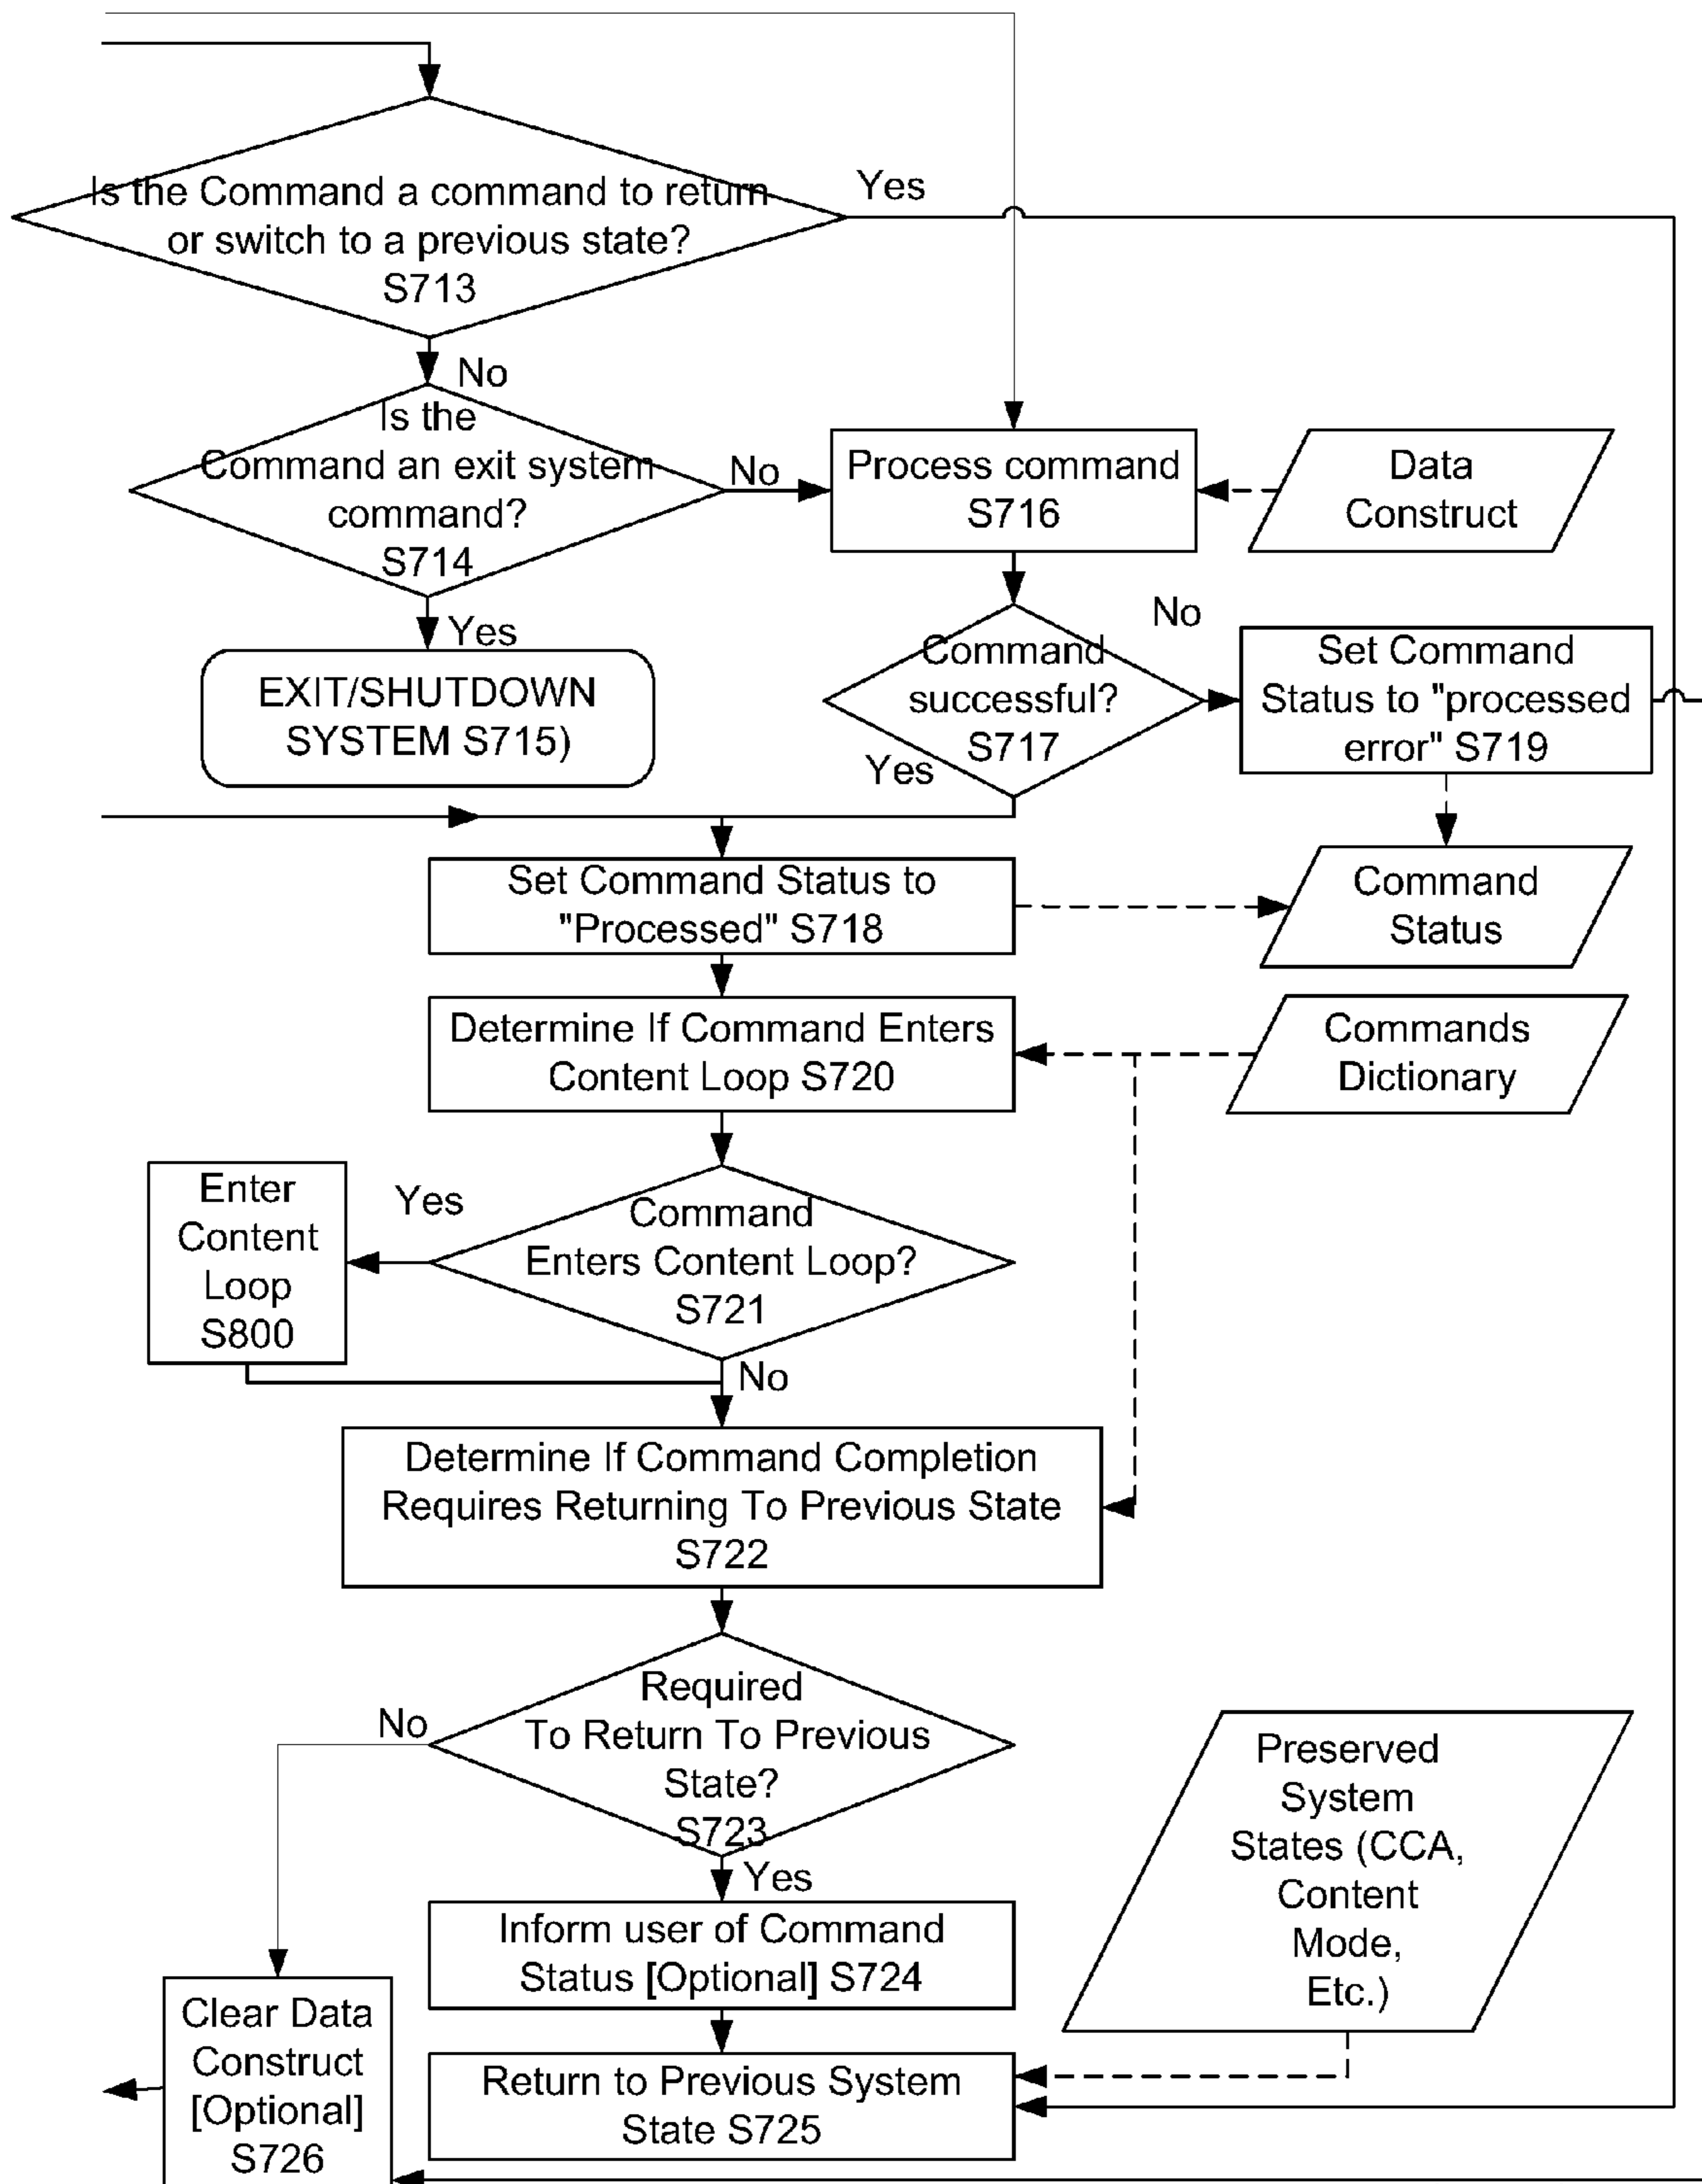 Is the Command a command to return
or switch to a previous state?
S713
Yes
No
Is the
Command an exit system
command?
S714
No
Process command
S716
Data
Construct
Yes
EXIT/SHUTDOWN
SYSTEM S715)
Command
successful?
S717
No
Yes
Set Command
Status to "processed
error" S719
Set Command Status to
"Processed" S718
Command
Status
Determine If Command Enters
Content Loop S720
Commands
Dictionary
Enter
Content
Loop
S800
Yes
Command
Enters Content Loop?
S721
No
Determine If Command Completion
Requires Returning To Previous State
S722
No
Required
To Return To Previous
State?
S723
Yes
Preserved
System
States (CCA,
Content
Mode,
Etc.)
Inform user of Command
Status [Optional] S724
Clear Data
Construct
[Optional]
S726
Return to Previous System
State S725